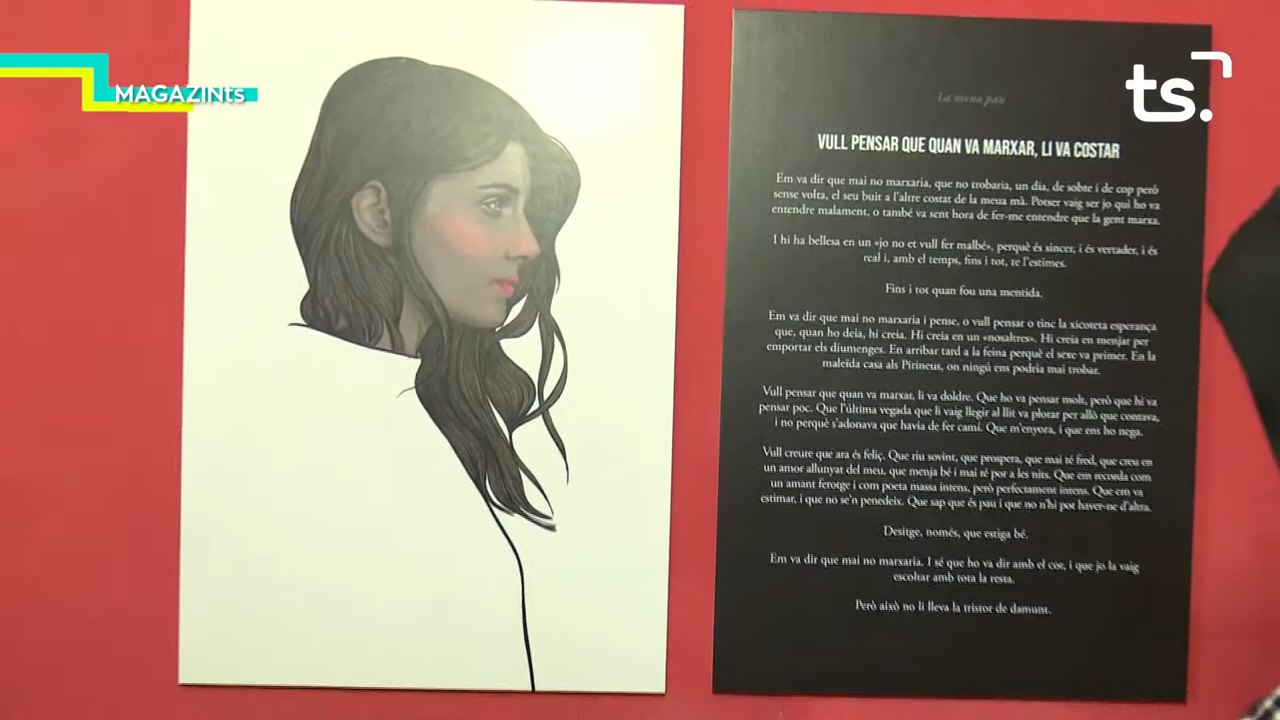 MAGAZINts
ts.
La meua pau
VULL PENSAR QUE QUAN VA MARXAR, LI VA COSTAR
Em va dir que mai no marxaria, que no trobaria, un dia, de sobte i de cop però
sense volta, el seu buit a l'altre costat de la meua mà. Potser vaig ser jo qui ho va
entendre malament, o també va sent hora de fer-me entendre que la gent marxa.
I hi ha bellesa en un «jo no et vull fer malbé», perquè és sincer, i és vertader, i és
real i, amb el temps, fins i tot, te l'estimes.
Fins i tot quan fou una mentida.
Em va dir que mai no marxaria i pense, o vull pensar o tinc la xicoteta esperança
que, quan ho deia, hi creia. Hi creia en un «nosaltres». Hi creia en menjar per
emportar els diumenges. En arribar tard a la feina perquè el sexe va primer. En la
maleïda casa als Pirineus, on ningú ens podria mai trobar.
Vull pensar que quan va marxar, li va doldre. Que ho va pensar molt, però que hi va
pensar poc. Que l'última vegada que li vaig llegir al llit va plorar per allò que contava,
i no perquè s'adonava que havia de fer camí. Que m'enyora, i que ens ho nega.
Vull creure que ara és feliç. Que riu sovint, que prospera, que mai té fred, que creu en
un amor allunyat del meu, que menja bé i mai té por a les nits. Que em recorda com
un amant ferotge i com poeta massa intens, però perfectament intens. Que em va
estimar, i que no se'n penedeix. Que sap que és pau i que no n'hi pot haver-ne d'altra.
Desitge, només, que estiga bé.
Em va dir que mai no marxaria. I sé que ho va dir amb el cor, i que jo la vaig
escoltar amb tota la resta.
Però això no li lleva la tristor de damunt.